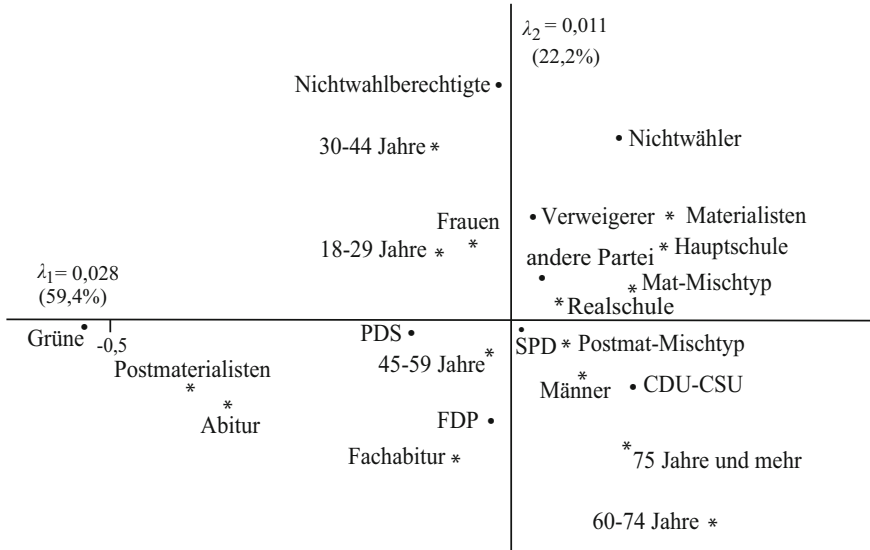 λ2 = 0,011
(22,2%)
Nichtwahlberechtigte
Nichtwähler
30-44 Jahre
Verweigerer
Materialisten
Frauen
18-29 Jahre
andere Partei
Hauptschule
λ1 = 0,028
(59,4%)
Mat-Mischtyp
Realschule
Grüne
-0,5
PDS
SPD
Postmat-Mischtyp
45-59 Jahre
Postmaterialisten
Männer
CDU-CSU
Abitur
FDP
Fachabitur
75 Jahre und mehr
60-74 Jahre